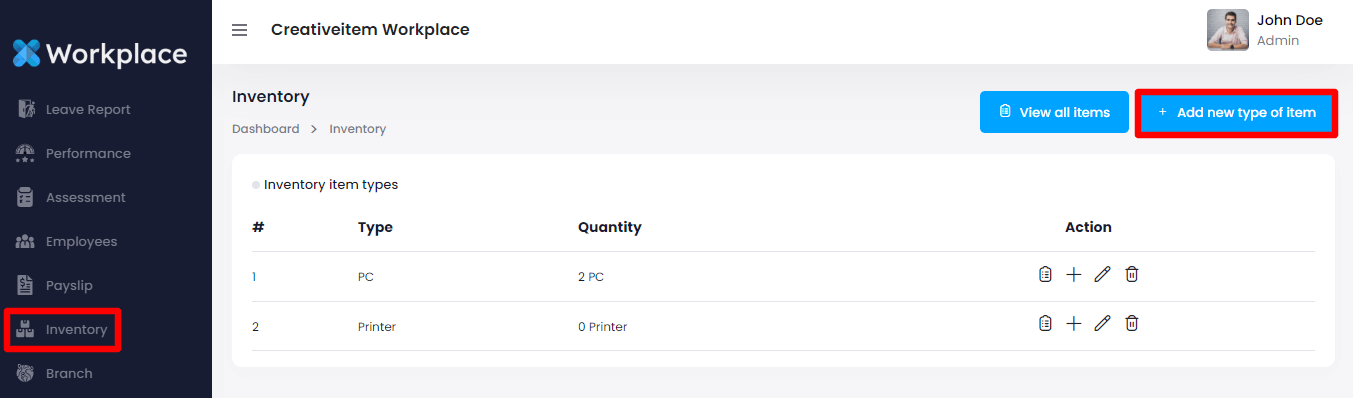 Workplace
Leave Report
Performance
Assessment
Employees
Payslip
Inventory
Branch
Creativeitem Workplace
John Doe
Admin
Inventory
Dashboard > Inventory
View all items
+ Add new type of item
Inventory item types
# Type Quantity Action
1 PC 2 PC
2 Printer 0 Printer